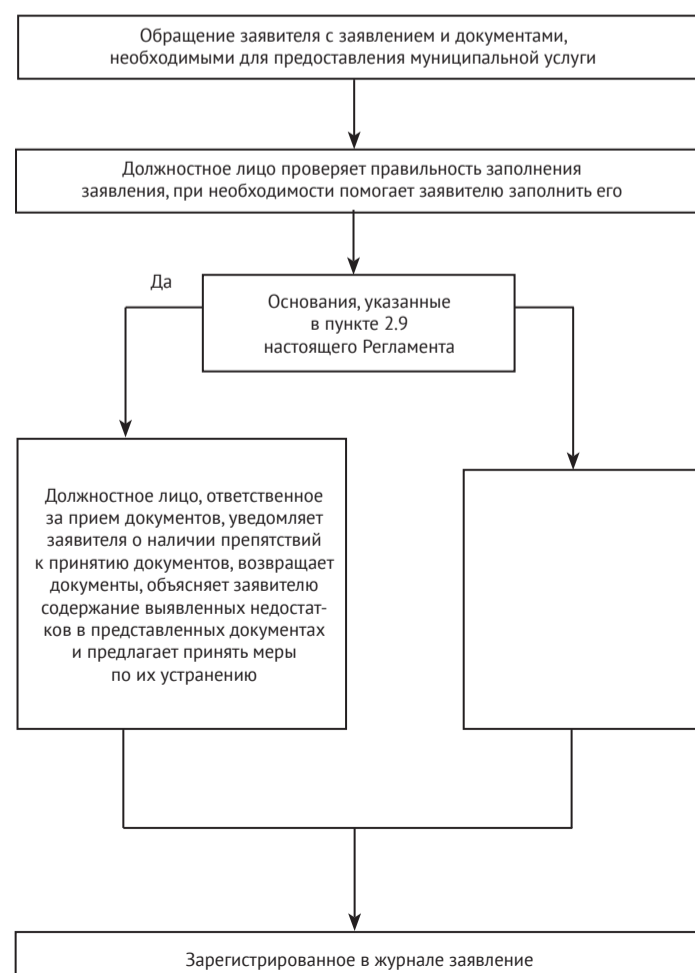 Обращение заявителя с заявлением и документами,
необходимыми для предоставления муниципальной услуги
Должностное лицо проверяет правильность заполнения
заявления, при необходимости помогает заявителю заполнить его
Да
Основания, указанные
в пункте 2.9
настоящего Регламента
Должностное лицо, ответственное
за прием документов, уведомляет
заявителя о наличии препятствий
к принятию документов, возвращает
документы, объясняет заявителю
содержание выявленных недостат-
ков в представленных документах
и предлагает принять меры
по их устранению
Зарегистрированное в журнале заявление